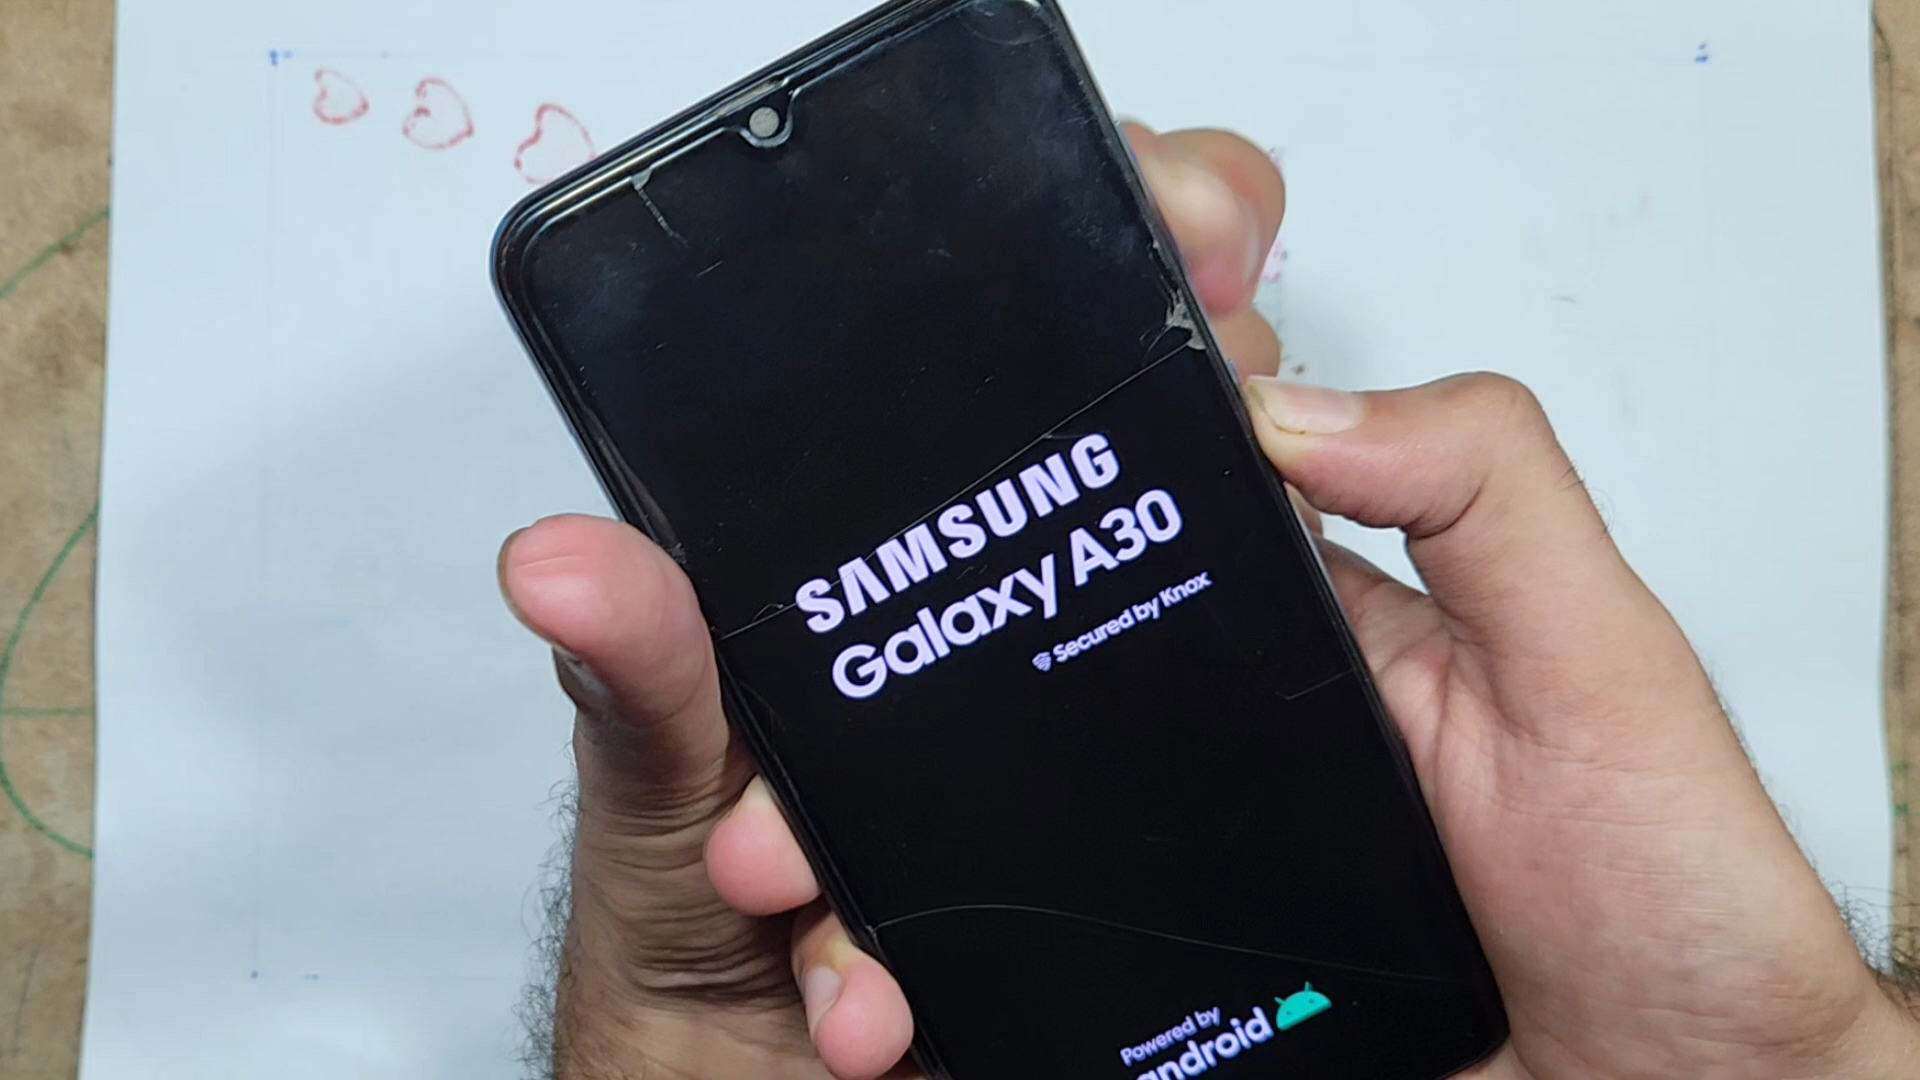 SAMSUNG
Galaxy A30
Secured by Knox
Powered by
android